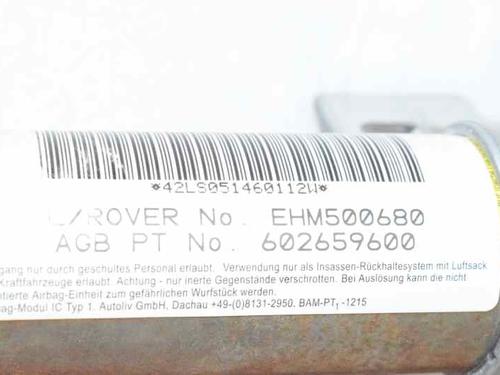 *42LS051460112W*
L/ROVER No. EHM500680
AGB PT No. 602659600
gang nur durch geschultes Personal erlaubt. Verwendung nur als Insassen-Rückhaltesystem mit Luftsack
Kraftfahrzeuge erlaubt. Achtung - nur inerte Gegenstände verschrotten. Bei Auslösung kann die nicht
tierte Airbag-Einheit zum gefährlichen Wurfstück werden.
ag-Modul IC Typ 1. Autoliv GmbH, Dachau +49-(0)8131-2950. BAM-PT₁ -1215